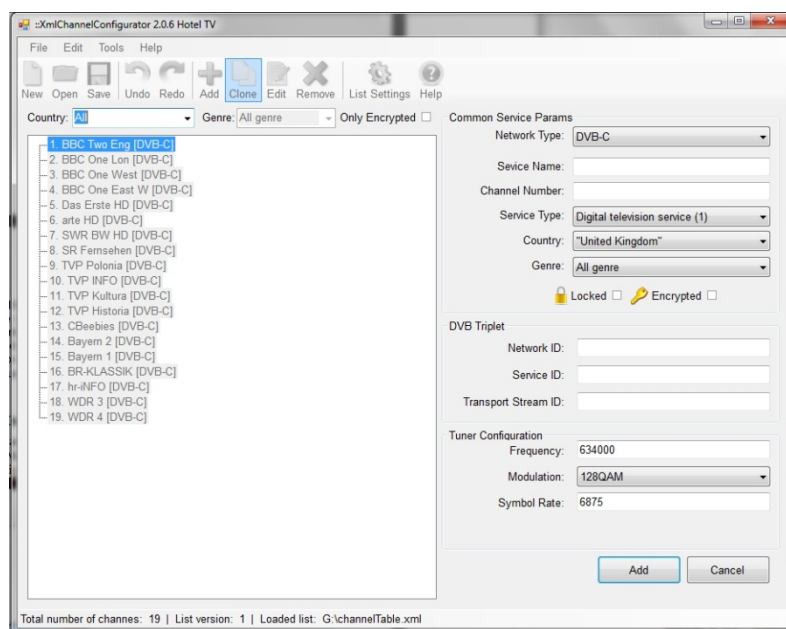 ::XmlChannelConfigurator 2.0.6 Hotel TV
File Edit Tools Help
New Open Save Undo Redo Add Clone Edit Remove List Settings Help
Country: All Genre: All genre Only Encrypted
1. BBC Two Eng [DVB-C]
2. BBC One Lon [DVB-C]
3. BBC One West [DVB-C]
4. BBC One East W [DVB-C]
5. Das Erste HD [DVB-C]
6. arte HD [DVB-C]
7. SWR BW HD [DVB-C]
8. SR Fernsehen [DVB-C]
9. TVP Polonia [DVB-C]
10. TVP INFO [DVB-C]
11. TVP Kultura [DVB-C]
12. TVP Historia [DVB-C]
13. CBeebies [DVB-C]
14. Bayern 2 [DVB-C]
15. Bayern 1 [DVB-C]
16. BR-KLASSIK [DVB-C]
17. hr-iNFO [DVB-C]
18. WDR 3 [DVB-C]
19. WDR 4 [DVB-C]
Common Service Params
Network Type: DVB-C
Sevice Name:
Channel Number:
Service Type: Digital television service (1)
Country: "United Kingdom"
Genre: All genre
Locked Encrypted
DVB Triplet
Network ID:
Service ID:
Transport Stream ID:
Tuner Configuration
Frequency: 634000
Modulation: 128QAM
Symbol Rate: 6875
Add Cancel
Total number of channes: 19 | List version: 1 | Loaded list: G:\channelTable.xml